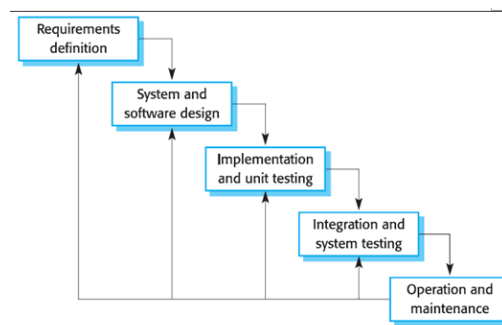 Requirements
definition
System and
software design
Implementation
and unit testing
Integration and
system testing
Operation and
maintenance